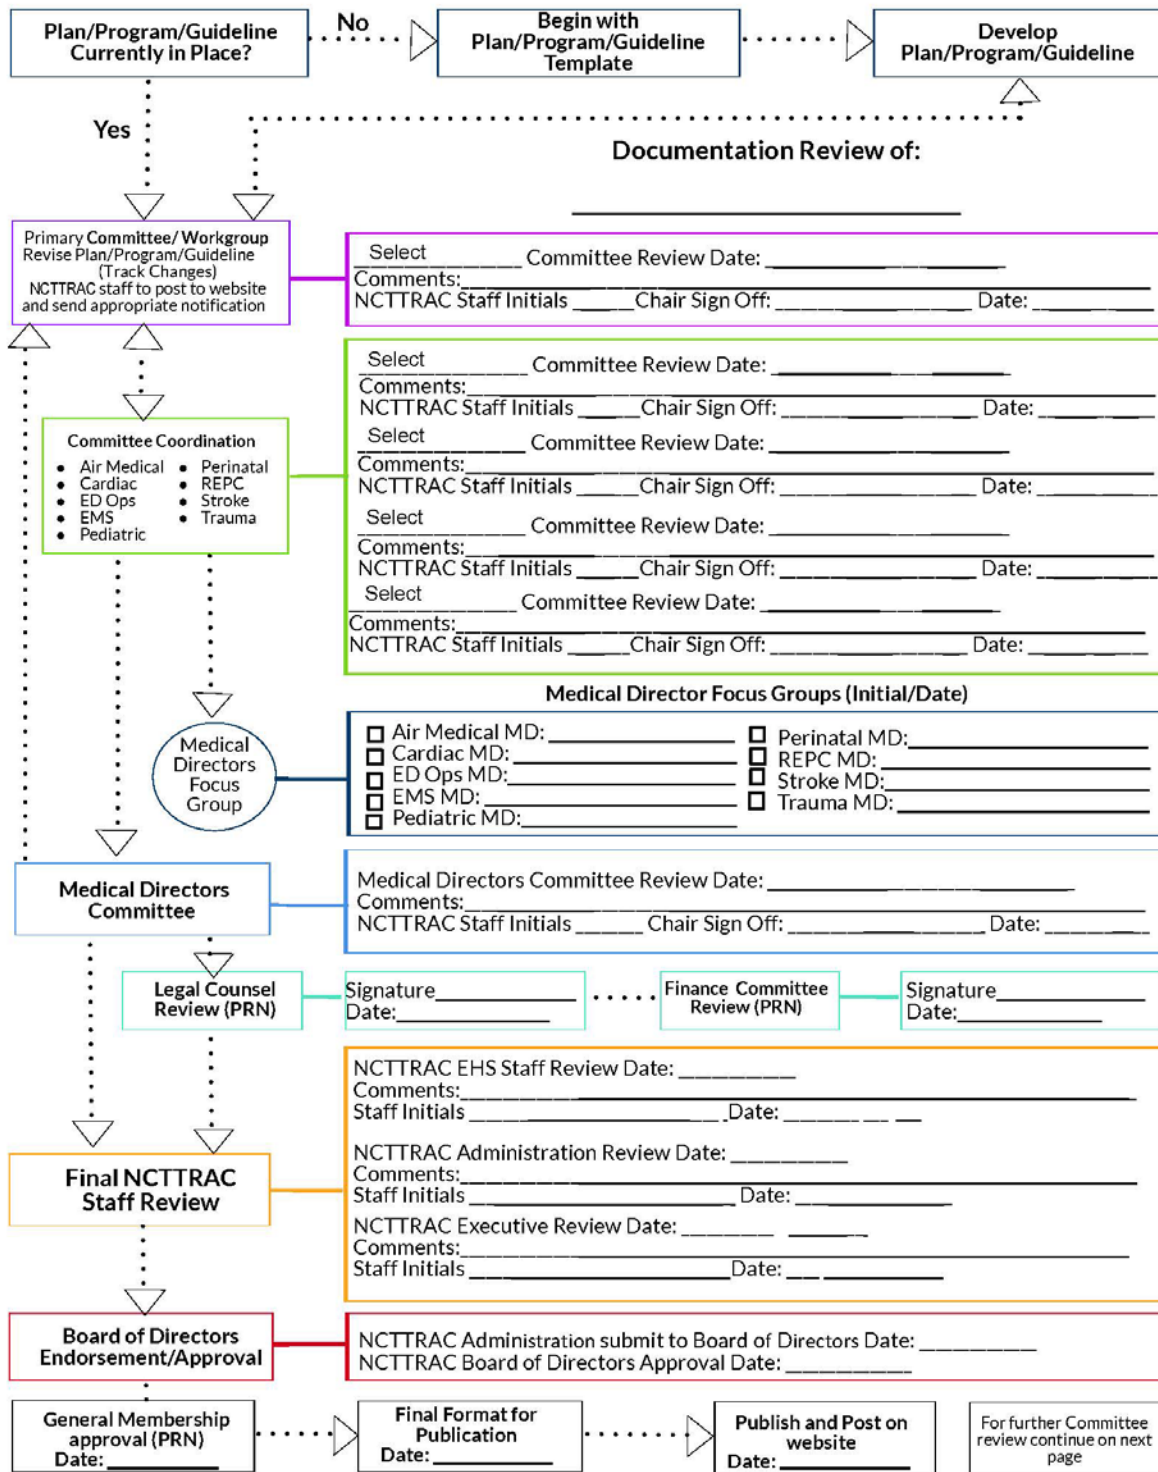 Plan/Program/Guideline
Currently in Place?
No
Begin with
Plan/Program/Guideline
Template
Develop
Plan/Program/Guideline
Yes
Documentation Review of:
Primary Committee/ Workgroup
Revise Plan/Program/Guideline
(Track Changes)
NCTTRAC staff to post to website
and send appropriate notification
Select
Committee Review Date:
Comments:
NCTTRAC Staff Initials Chair Sign Off: Date:
Committee Coordination
• Air Medical
• Cardiac
• ED Ops
• EMS
• Pediatric
• Perinatal
• REPC
• Stroke
• Trauma
Select
Committee Review Date:
Comments:
NCTTRAC Staff Initials Chair Sign Off: Date:
Select
Committee Review Date:
Comments:
NCTTRAC Staff Initials Chair Sign Off: Date:
Select
Committee Review Date:
Comments:
NCTTRAC Staff Initials Chair Sign Off: Date:
Select
Committee Review Date:
Comments:
NCTTRAC Staff Initials Chair Sign Off: Date:
Medical Director Focus Groups (Initial/Date)
Medical
Directors
Focus
Group
Air Medical MD:
Cardiac MD:
ED Ops MD:
EMS MD:
Pediatric MD:
Perinatal MD:
REPC MD:
Stroke MD:
Trauma MD:
Medical Directors
Committee
Medical Directors Committee Review Date:
Comments:
NCTTRAC Staff Initials Chair Sign Off: Date:
Legal Counsel
Review (PRN)
Signature
Date:
Finance Committee
Review (PRN)
Signature
Date:
Final NCTTRAC
Staff Review
NCTTRAC EHS Staff Review Date:
Comments:
Staff Initials Date:
NCTTRAC Administration Review Date:
Comments:
Staff Initials Date:
NCTTRAC Executive Review Date:
Comments:
Staff Initials Date:
Board of Directors
Endorsement/Approval
NCTTRAC Administration submit to Board of Directors Date:
NCTTRAC Board of Directors Approval Date:
General Membership
approval (PRN)
Date:
Final Format for
Publication
Date:
Publish and Post on
website
Date:
For further Committee
review continue on next
page